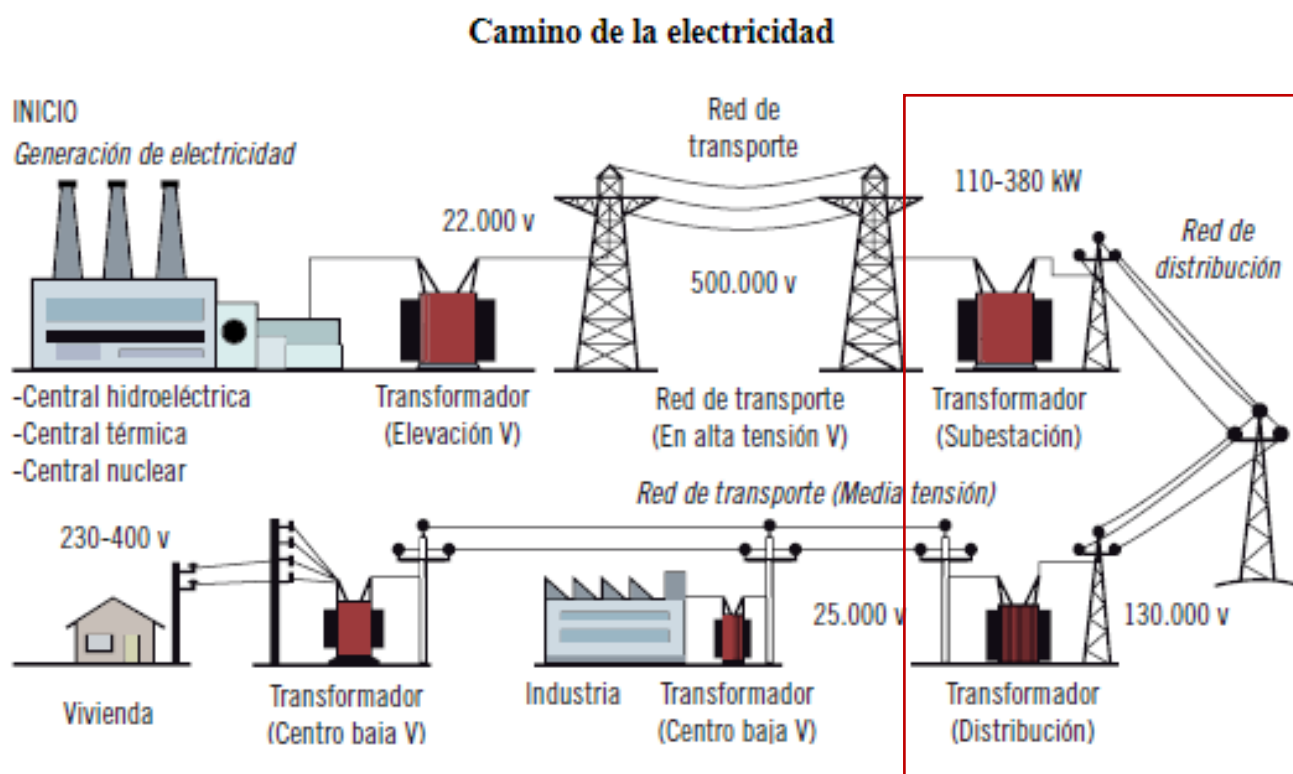 Camino de la electricidad
INICIO
Generación de electricidad
22.000 v
Red de
transporte
500.000 v
110-380 kW
Red de
distribución
-Central hidroeléctrica
-Central térmica
-Central nuclear
Transformador
(Elevación V)
Red de transporte
(En alta tensión V)
Transformador
(Subestación)
Red de transporte (Media tensión)
230-400 v
25.000 v
130.000 v
Vivienda
Transformador
(Centro baja V)
Industria
Transformador
(Centro baja V)
Transformador
(Distribución)